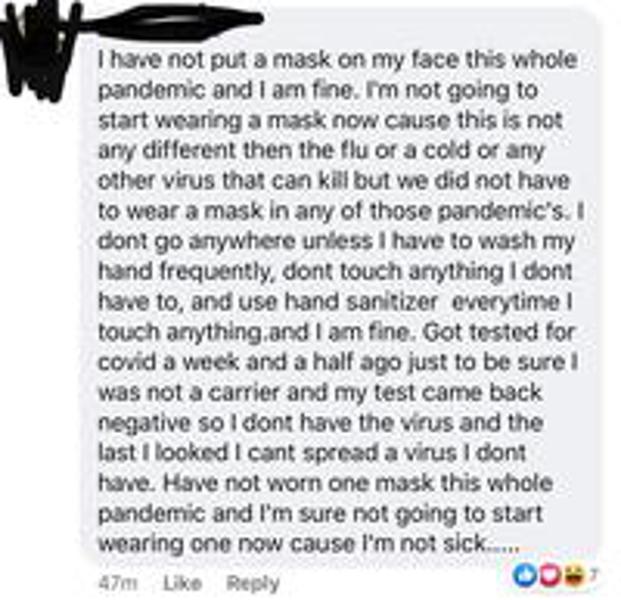 I have not put a mask on my face this whole
pandemic and I am fine. I'm not going to
start wearing a mask now cause this is not
any different then the flu or a cold or any
other virus that can kill but we did not have
to wear a mask in any of those pandemic's. I
dont go anywhere unless I have to wash my
hand frequently, dont touch anything I dont
have to, and use hand sanitizer  everytime I
touch anything.and I am fine. Got tested for
covid a week and a half ago just to be sure I
was not a carrier and my test came back
negative so I dont have the virus and the
last I looked I cant spread a virus I dont
have. Have not worn one mask this whole
pandemic and I'm sure not going to start
wearing one now cause I'm not sick.....
47m Like Reply 7